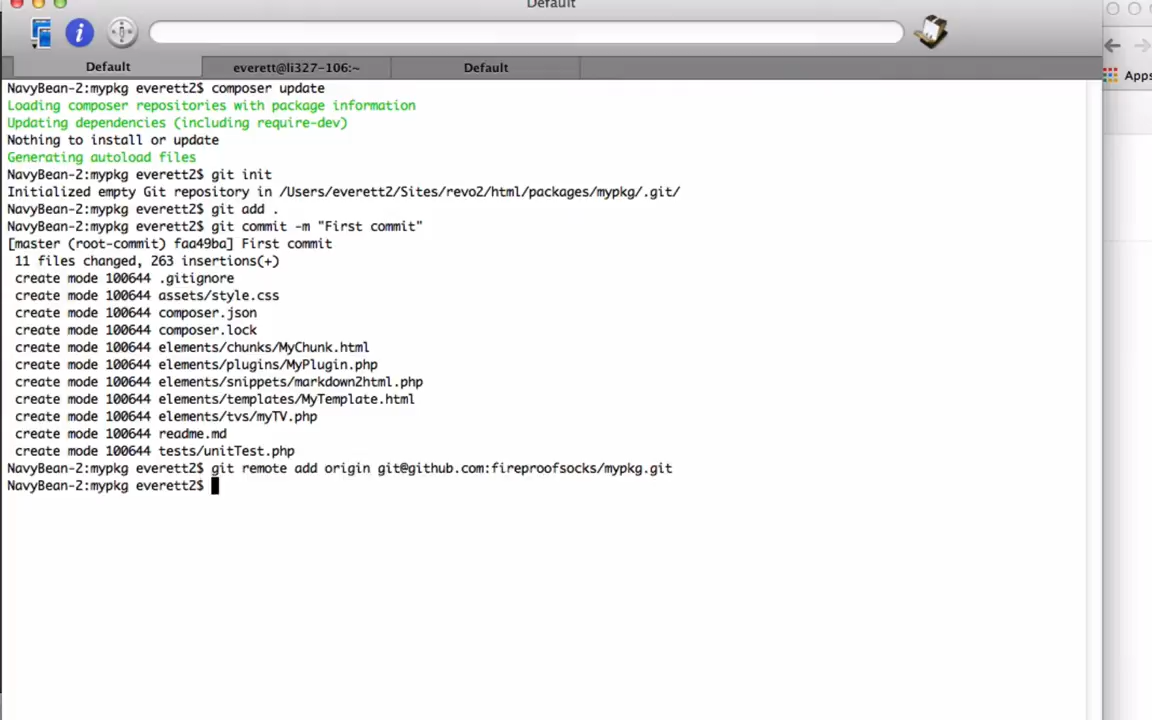 Default
Default
everett@li327-106:~
Default
Apps
NavyBean-2:mypkg everett2$ composer update
Loading composer repositories with package information
Updating dependencies (including require-dev)
Nothing to install or update
Generating autoload files
NavyBean-2:mypkg everett2$ git init
Initialized empty Git repository in /Users/everett2/Sites/revo2/html/packages/mypkg/.git/
NavyBean-2:mypkg everett2$ git add .
NavyBean-2:mypkg everett2$ git commit -m "First commit"
[master (root-commit) faa49ba] First commit
11 files changed, 263 insertions(+)
create mode 100644 .gitignore
create mode 100644 assets/style.css
create mode 100644 composer.json
create mode 100644 composer.lock
create mode 100644 elements/chunks/MyChunk.html
create mode 100644 elements/plugins/MyPlugin.php
create mode 100644 elements/snippets/markdown2html.php
create mode 100644 elements/templates/MyTemplate.html
create mode 100644 elements/tvs/myTV.php
create mode 100644 readme.md
create mode 100644 tests/unitTest.php
NavyBean-2:mypkg everett2$ git remote add origin git@github.com:fireproofsocks/mypkg.git
NavyBean-2:mypkg everett2$